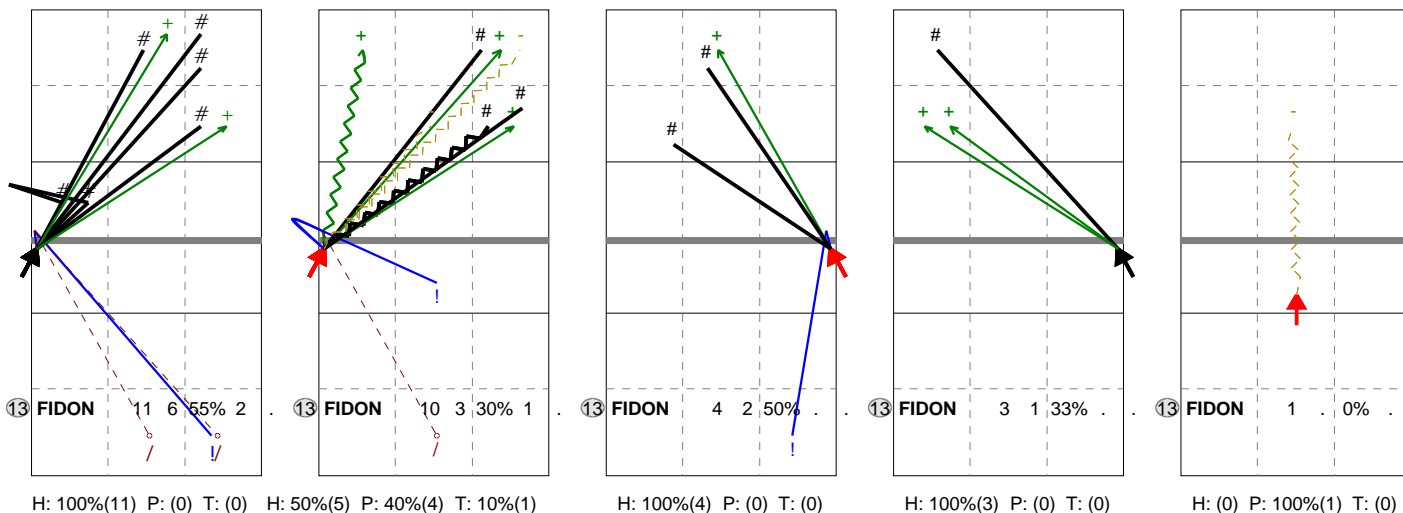 # + # # # + # # ! / ! /
+ # + - # # + ! /
+ # # !
# + +
-
13 FIDON 11 6 55% 2 .
13 FIDON 10 3 30% 1 .
13 FIDON 4 2 50% . .
13 FIDON 3 1 33% . .
13 FIDON 1 . 0% .
H: 100%(11) P: (0) T: (0)
H: 50%(5) P: 40%(4) T: 10%(1)
H: 100%(4) P: (0) T: (0)
H: 100%(3) P: (0) T: (0)
H: (0) P: 100%(1) T: (0)